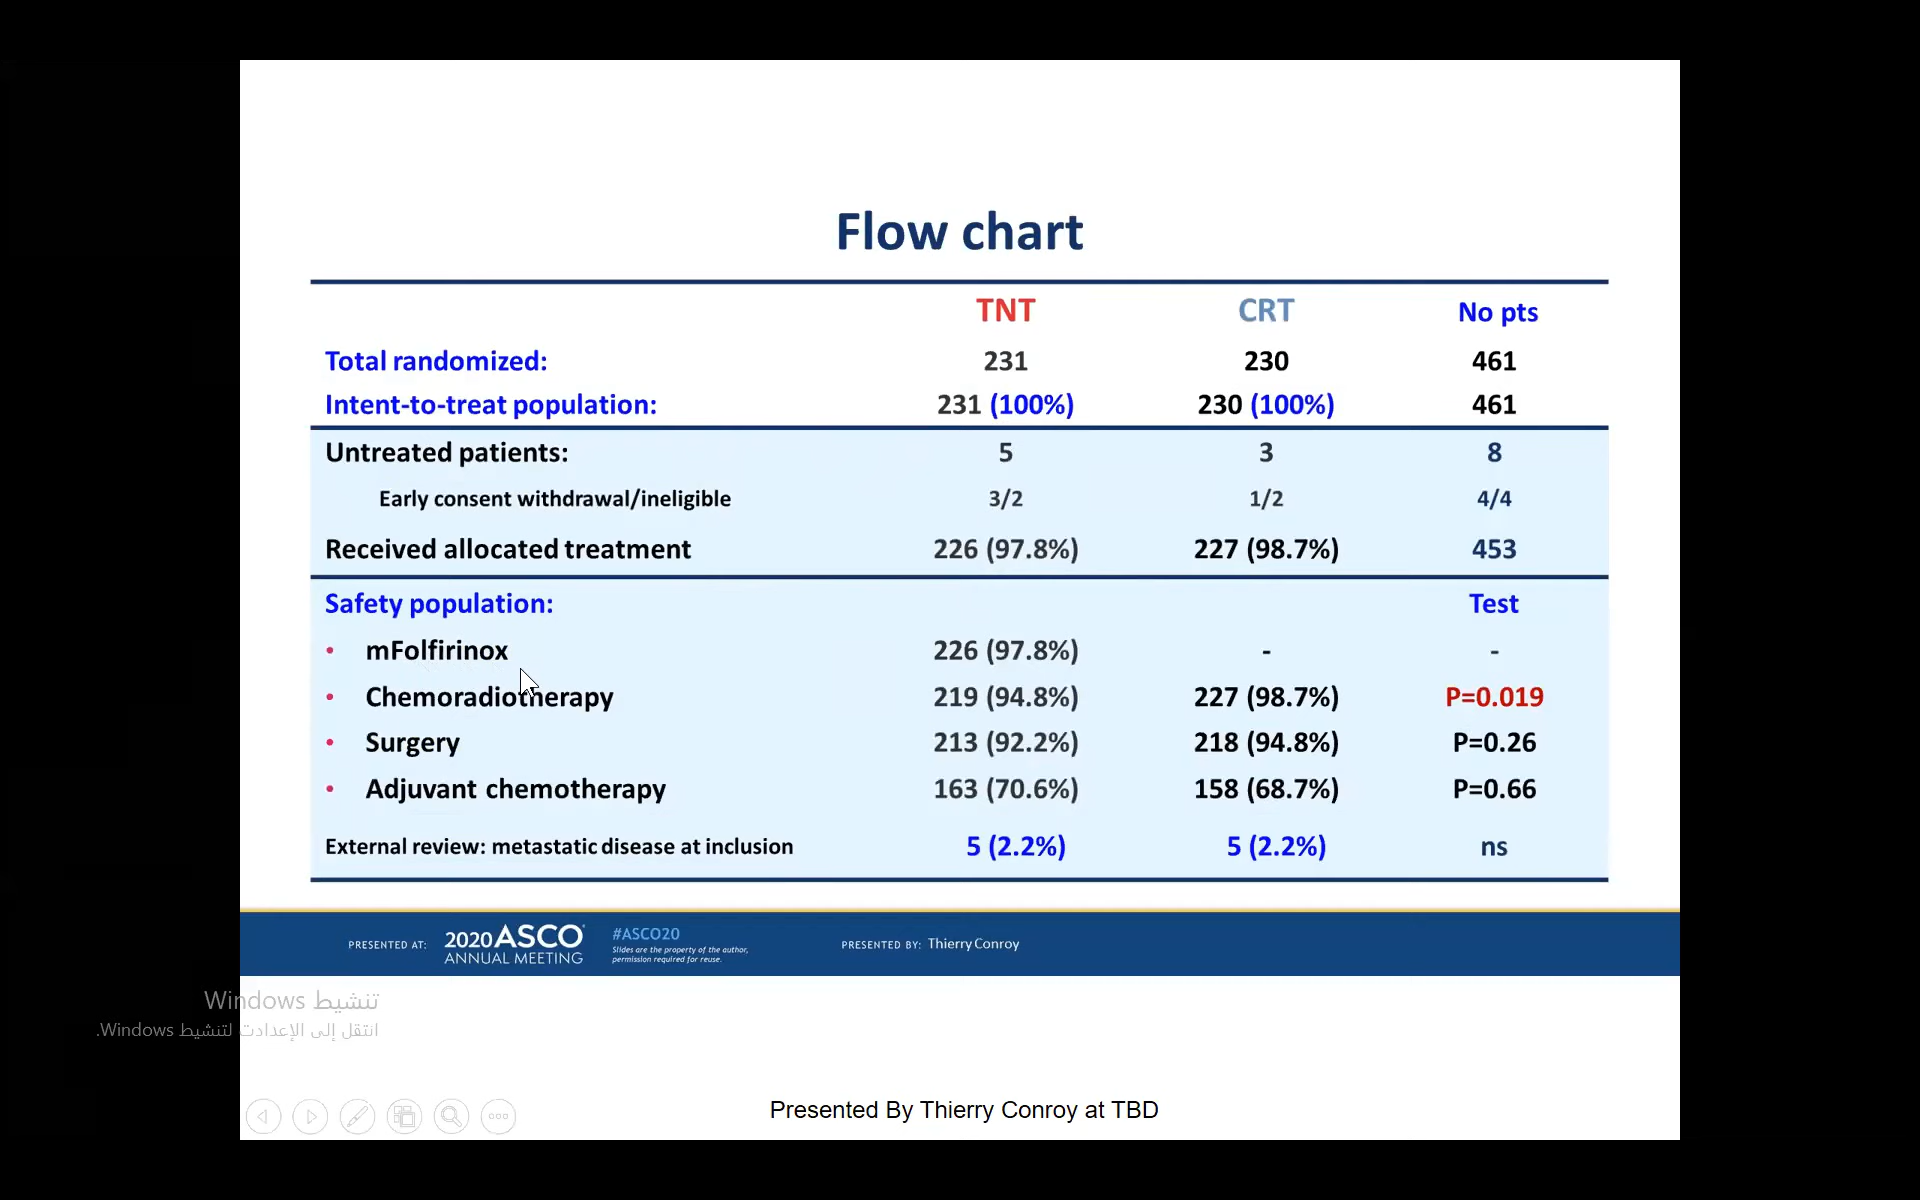 Flow chart
TNT CRT No pts
Total randomized: 231 230 461
Intent-to-treat population: 231 (100%) 230 (100%) 461
Untreated patients: 5 3 8
Early consent withdrawal/ineligible 3/2 1/2 4/4
Received allocated treatment 226 (97.8%) 227 (98.7%) 453
Safety population: Test
• mFolfirinox 226 (97.8%) - -
• Chemoradiotherapy 219 (94.8%) 227 (98.7%) P=0.019
• Surgery 213 (92.2%) 218 (94.8%) P=0.26
• Adjuvant chemotherapy 163 (70.6%) 158 (68.7%) P=0.66
External review: metastatic disease at inclusion 5 (2.2%) 5 (2.2%) ns
PRESENTED AT: 2020 ASCO
ANNUAL MEETING
#ASCO20
Slides are the property of the author,
permission required for reuse.
PRESENTED BY: Thierry Conroy
تنشيط Windows
انتقل إلى الإعدادت لتنشيط Windows.
Presented By Thierry Conroy at TBD